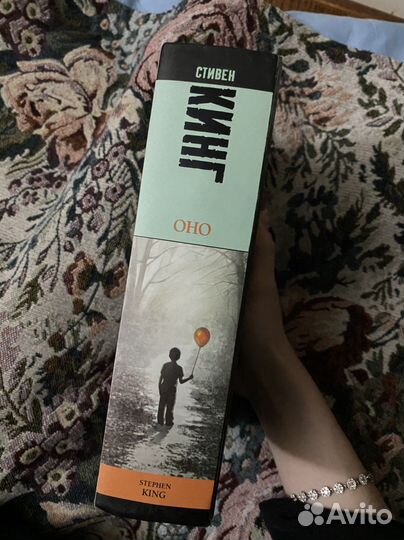 СТИВЕН
КИНГ
ОНО
STEPHEN
KING
Avito